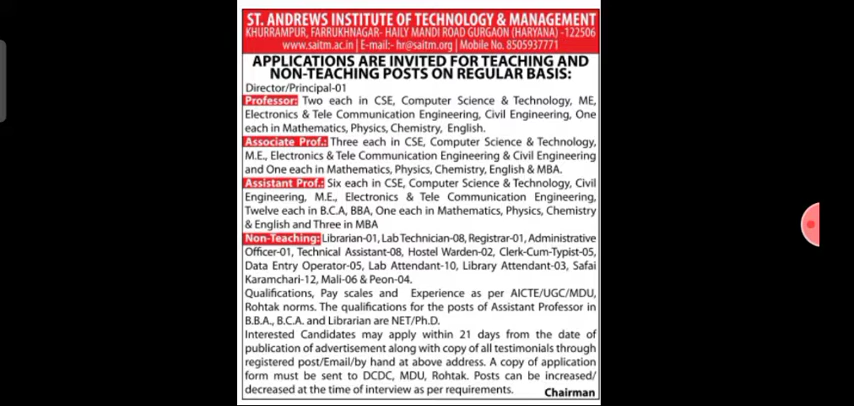 ST. ANDREWS INSTITUTE OF TECHNOLOGY & MANAGEMENT
KHURRAMPUR, FARRUKHNAGAR- HAILY MANDI ROAD GURGAON (HARYANA) -122506
www.saitm.ac.in | E-mail:- hr@saitm.org | Mobile No. 8505937771
APPLICATIONS ARE INVITED FOR TEACHING AND
NON-TEACHING POSTS ON REGULAR BASIS:
Director/Principal-01
Professor: Two each in CSE, Computer Science & Technology, ME,
Electronics & Tele Communication Engineering, Civil Engineering, One
each in Mathematics, Physics, Chemistry, English.
Associate Prof.: Three each in CSE, Computer Science & Technology,
M.E., Electronics & Tele Communication Engineering & Civil Engineering
and One each in Mathematics, Physics, Chemistry, English & MBA.
Assistant Prof.: Six each in CSE, Computer Science & Technology, Civil
Engineering, M.E., Electronics & Tele Communication Engineering,
Twelve each in B.C.A, BBA, One each in Mathematics, Physics, Chemistry
& English and Three in MBA
Non-Teaching: Librarian-01, Lab Technician-08, Registrar-01, Administrative
Officer-01, Technical Assistant-08, Hostel Warden-02, Clerk-Cum-Typist-05,
Data Entry Operator-05, Lab Attendant-10, Library Attendant-03, Safai
Karamchari-12, Mali-06 & Peon-04.
Qualifications, Pay scales and Experience as per AICTE/UGC/MDU,
Rohtak norms. The qualifications for the posts of Assistant Professor in
B.B.A., B.C.A. and Librarian are NET/Ph.D.
Interested Candidates may apply within 21 days from the date of
publication of advertisement along with copy of all testimonials through
registered post/Email/by hand at above address. A copy of application
form must be sent to DCDC, MDU, Rohtak. Posts can be increased/
decreased at the time of interview as per requirements.
Chairman